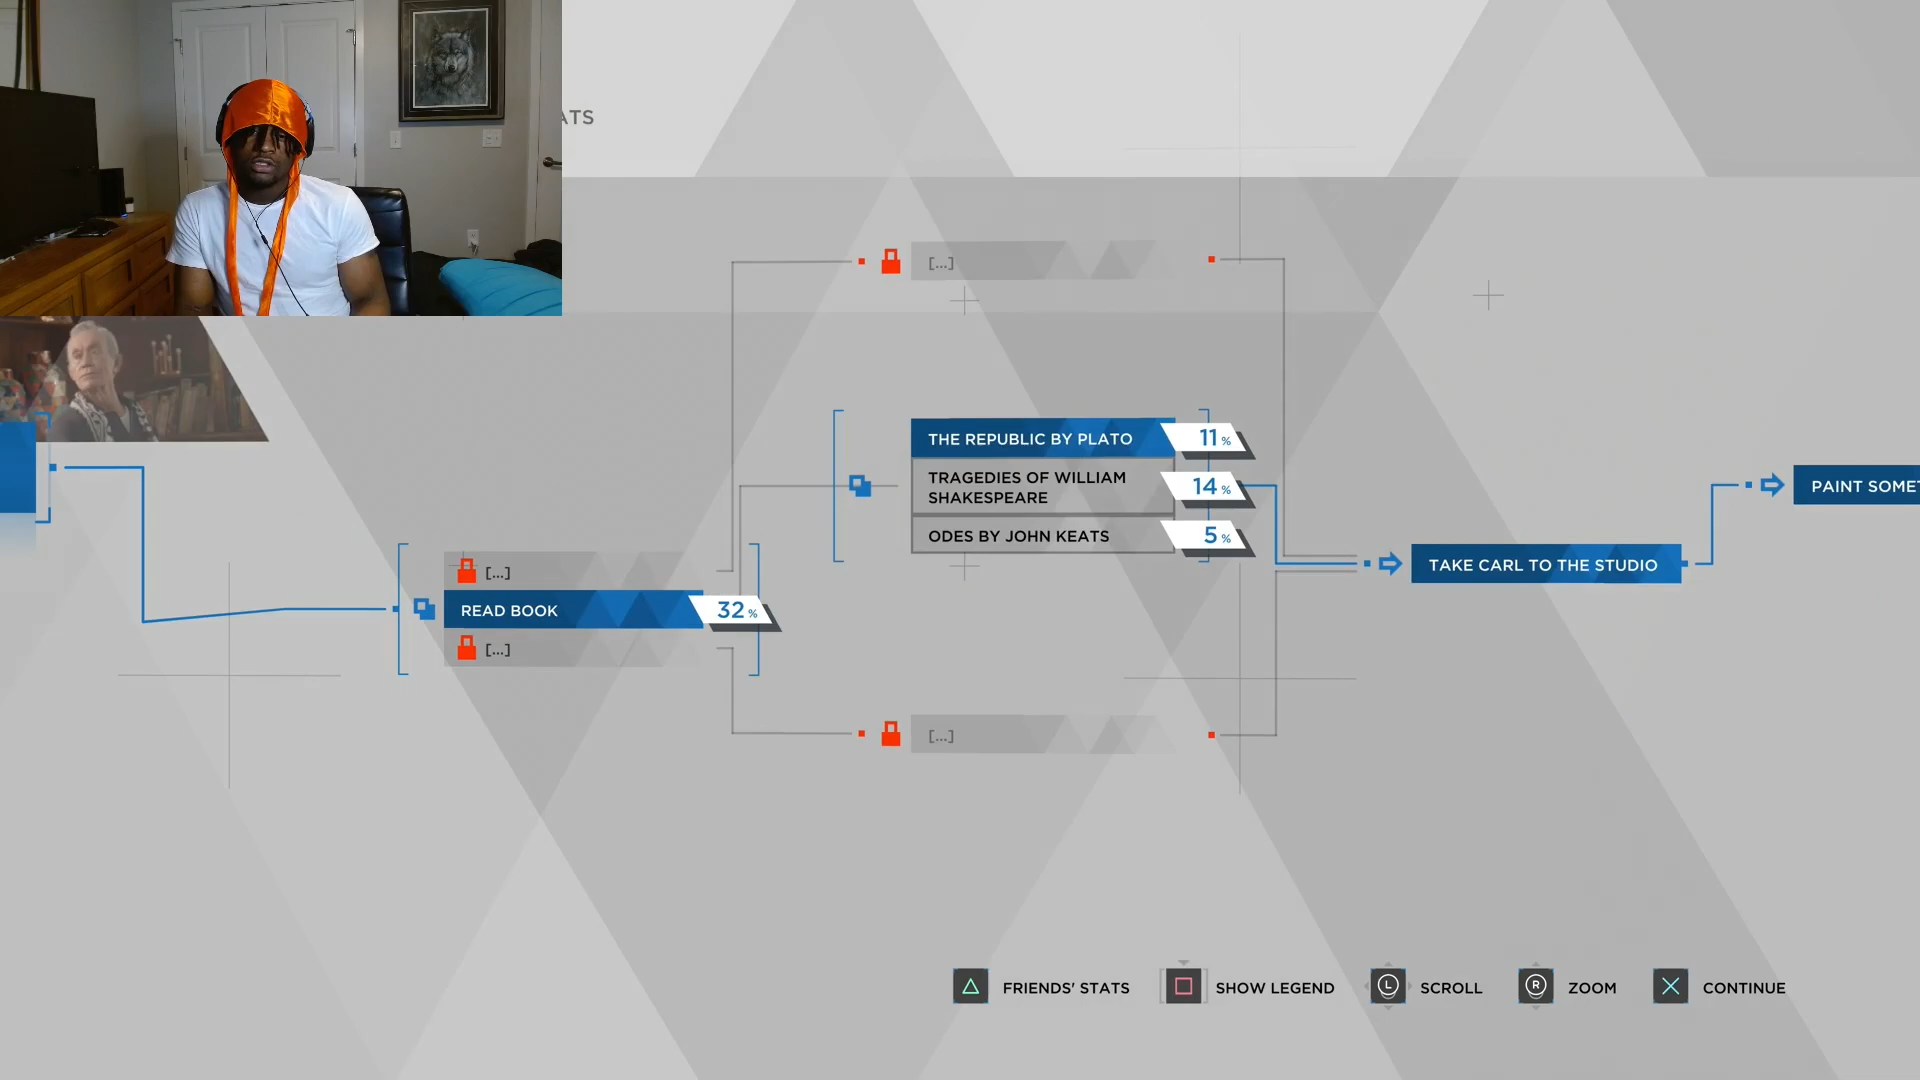 ATS
[...]
THE REPUBLIC BY PLATO 11%
TRAGEDIES OF WILLIAM
SHAKESPEARE 14%
ODES BY JOHN KEATS 5%
[...]
READ BOOK 32%
[...]
[...]
TAKE CARL TO THE STUDIO
PAINT SOMET
FRIENDS' STATS
SHOW LEGEND
L SCROLL
R ZOOM
CONTINUE